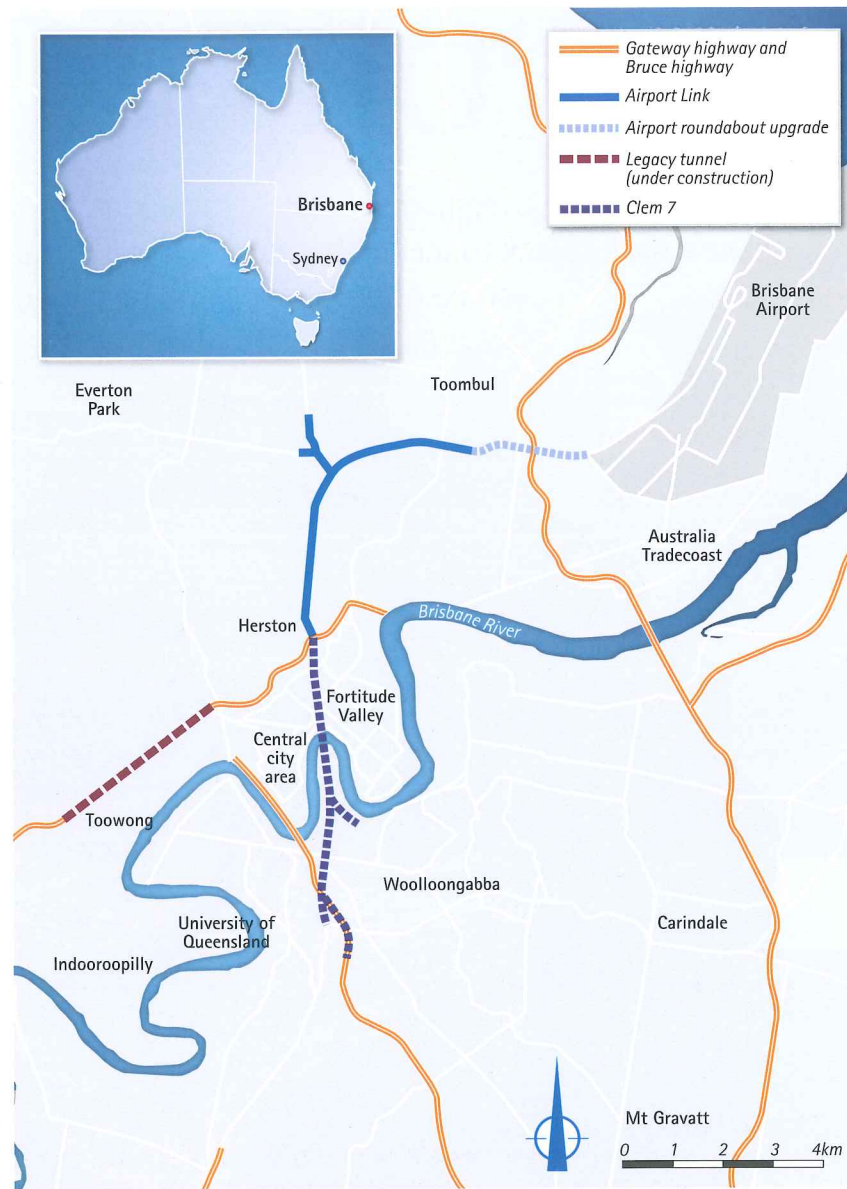 Gateway highway and
Bruce highway
Airport Link
Airport roundabout upgrade
Legacy tunnel
(under construction)
Clem 7
Brisbane
Sydney
Brisbane
Airport
Everton
Park
Toombul
Australia
Tradecoast
Herston
Brisbane River
Fortitude
Valley
Central
city
area
Toowong
Woolloongabba
University of
Queensland
Carindale
Indooroopilly
Mt Gravatt
0 1 2 3 4km